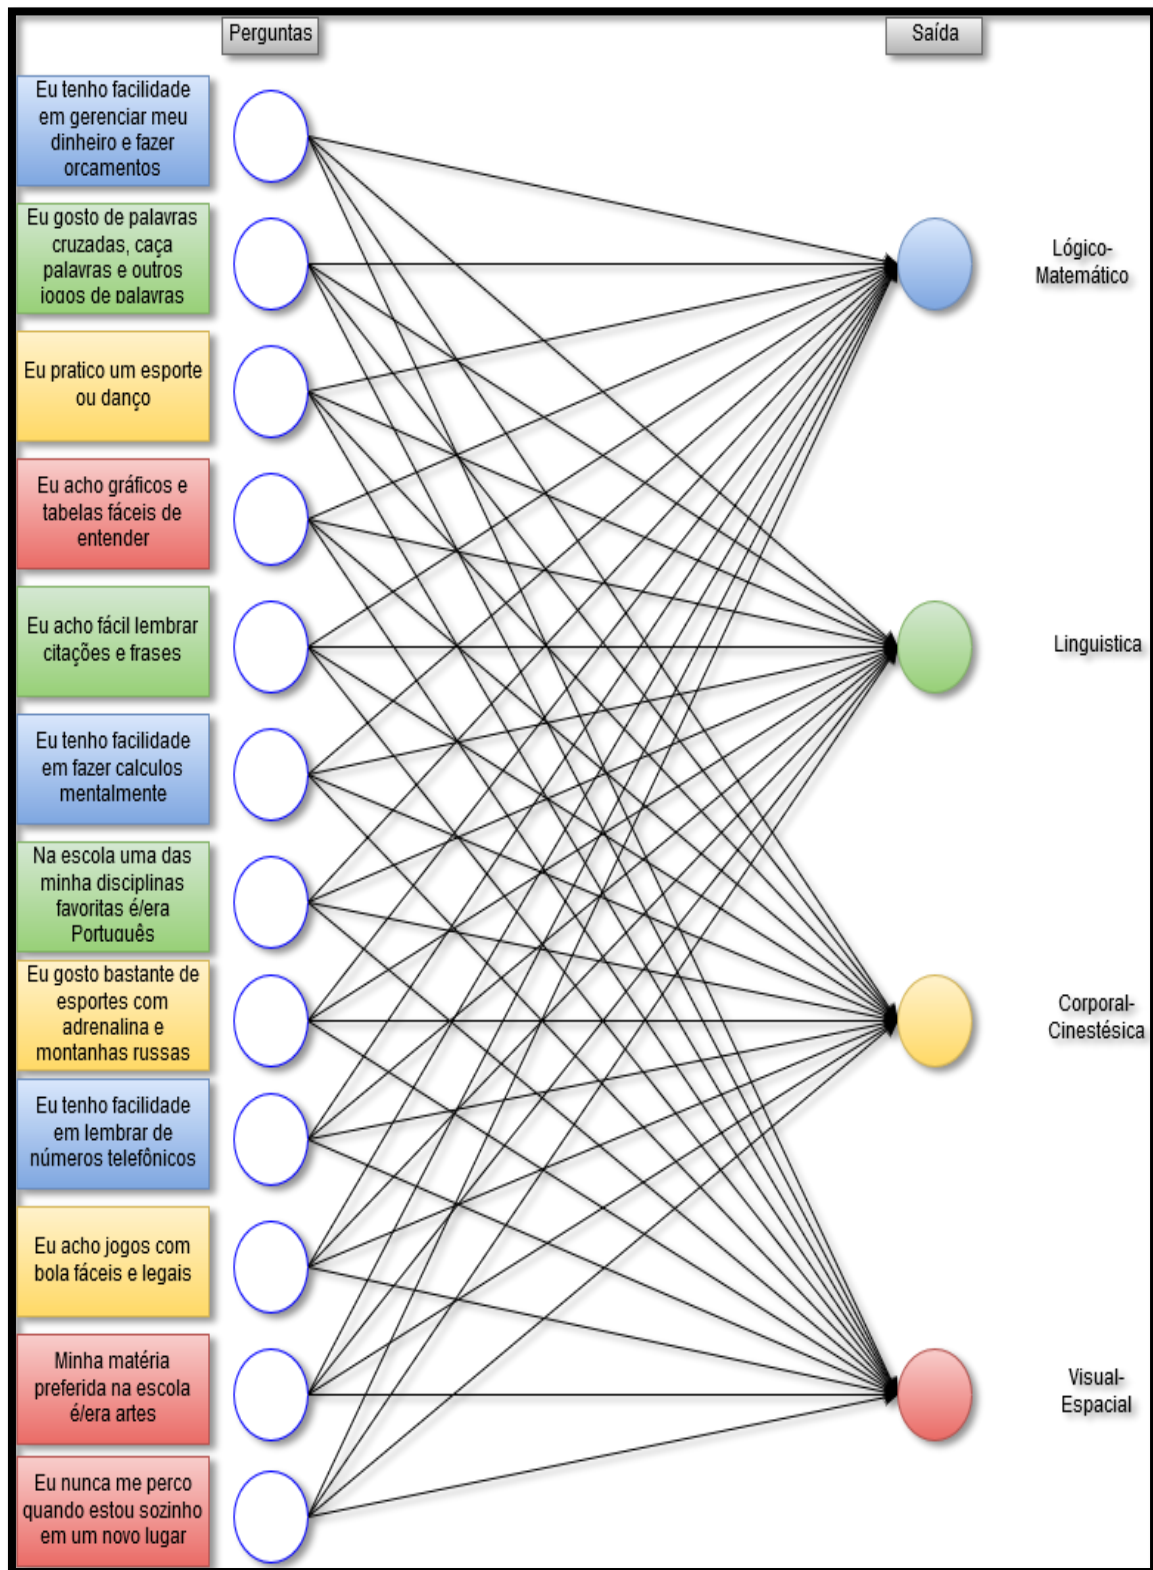 Perguntas
Saída
Eu tenho facilidade
em gerenciar meu
dinheiro e fazer
orcamentos
Eu gosto de palavras
cruzadas, caça
palavras e outros
jogos de palavras
Eu pratico um esporte
ou danço
Eu acho gráficos e
tabelas fáceis de
entender
Eu acho fácil lembrar
citações e frases
Eu tenho facilidade
em fazer calculos
mentalmente
Na escola uma das
minha disciplinas
favoritas é/era
Português
Eu gosto bastante de
esportes com
adrenalina e
montanhas russas
Eu tenho facilidade
em lembrar de
números telefônicos
Eu acho jogos com
bola fáceis e legais
Minha matéria
preferida na escola
é/era artes
Eu nunca me perco
quando estou sozinho
em um novo lugar
Lógico-
Matemático
Linguistica
Corporal-
Cinestésica
Visual-
Espacial